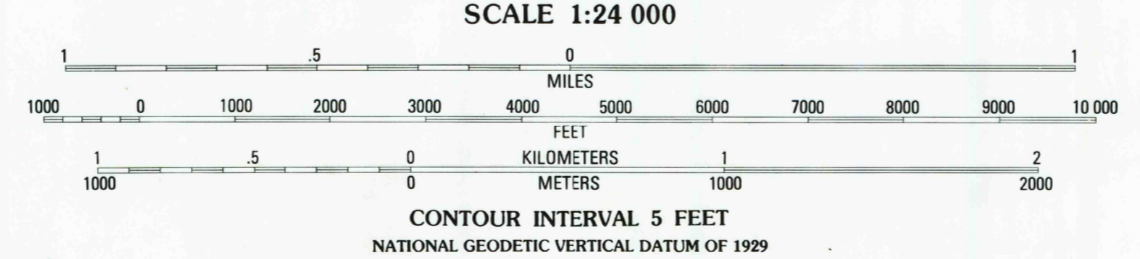 SCALE 1:24 000
1 .5 0 1
MILES
1000 0 1000 2000 3000 4000 5000 6000 7000 8000 9000 10 000
FEET
1 .5 0 KILOMETERS 1 2
1000 0 METERS 1000 2000
CONTOUR INTERVAL 5 FEET
NATIONAL GEODETIC VERTICAL DATUM OF 1929